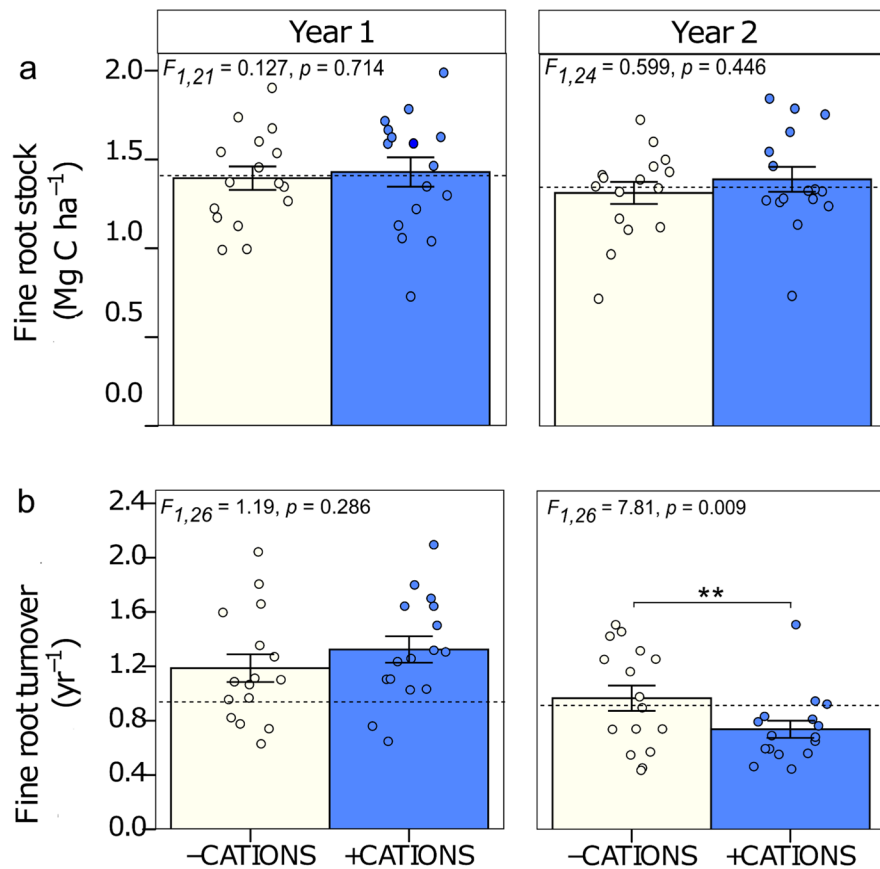 Year 1
Year 2
a
F1,21 = 0.127, p = 0.714
F1,24 = 0.599, p = 0.446
Fine root stock
(Mg C ha⁻¹)
2.0
1.5
1.0
0.5
0.0
b
F1,26 = 1.19, p = 0.286
F1,26 = 7.81, p = 0.009
**
Fine root turnover
(yr⁻¹)
2.4
2.0
1.6
1.2
0.8
0.4
0.0
−CATIONS
+CATIONS
−CATIONS
+CATIONS